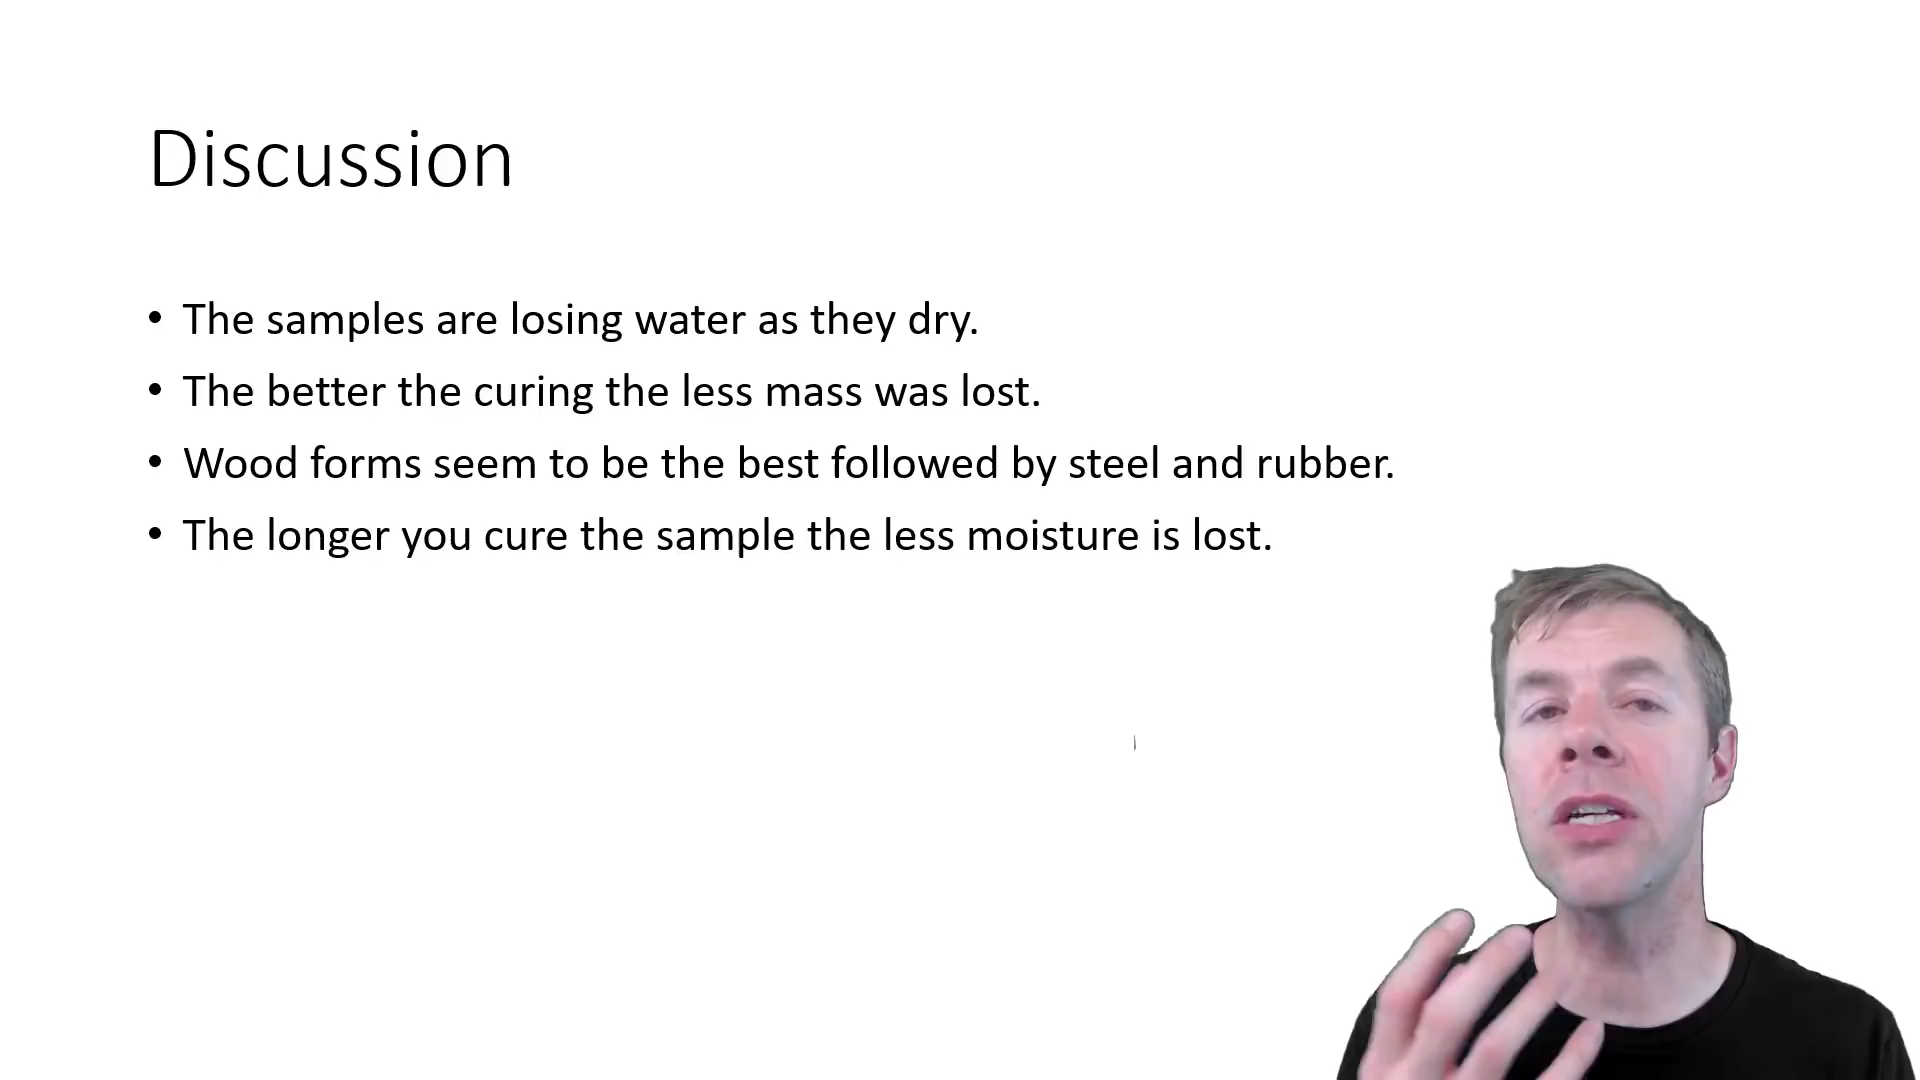 Discussion
• The samples are losing water as they dry.
• The better the curing the less mass was lost.
• Wood forms seem to be the best followed by steel and rubber.
• The longer you cure the sample the less moisture is lost.